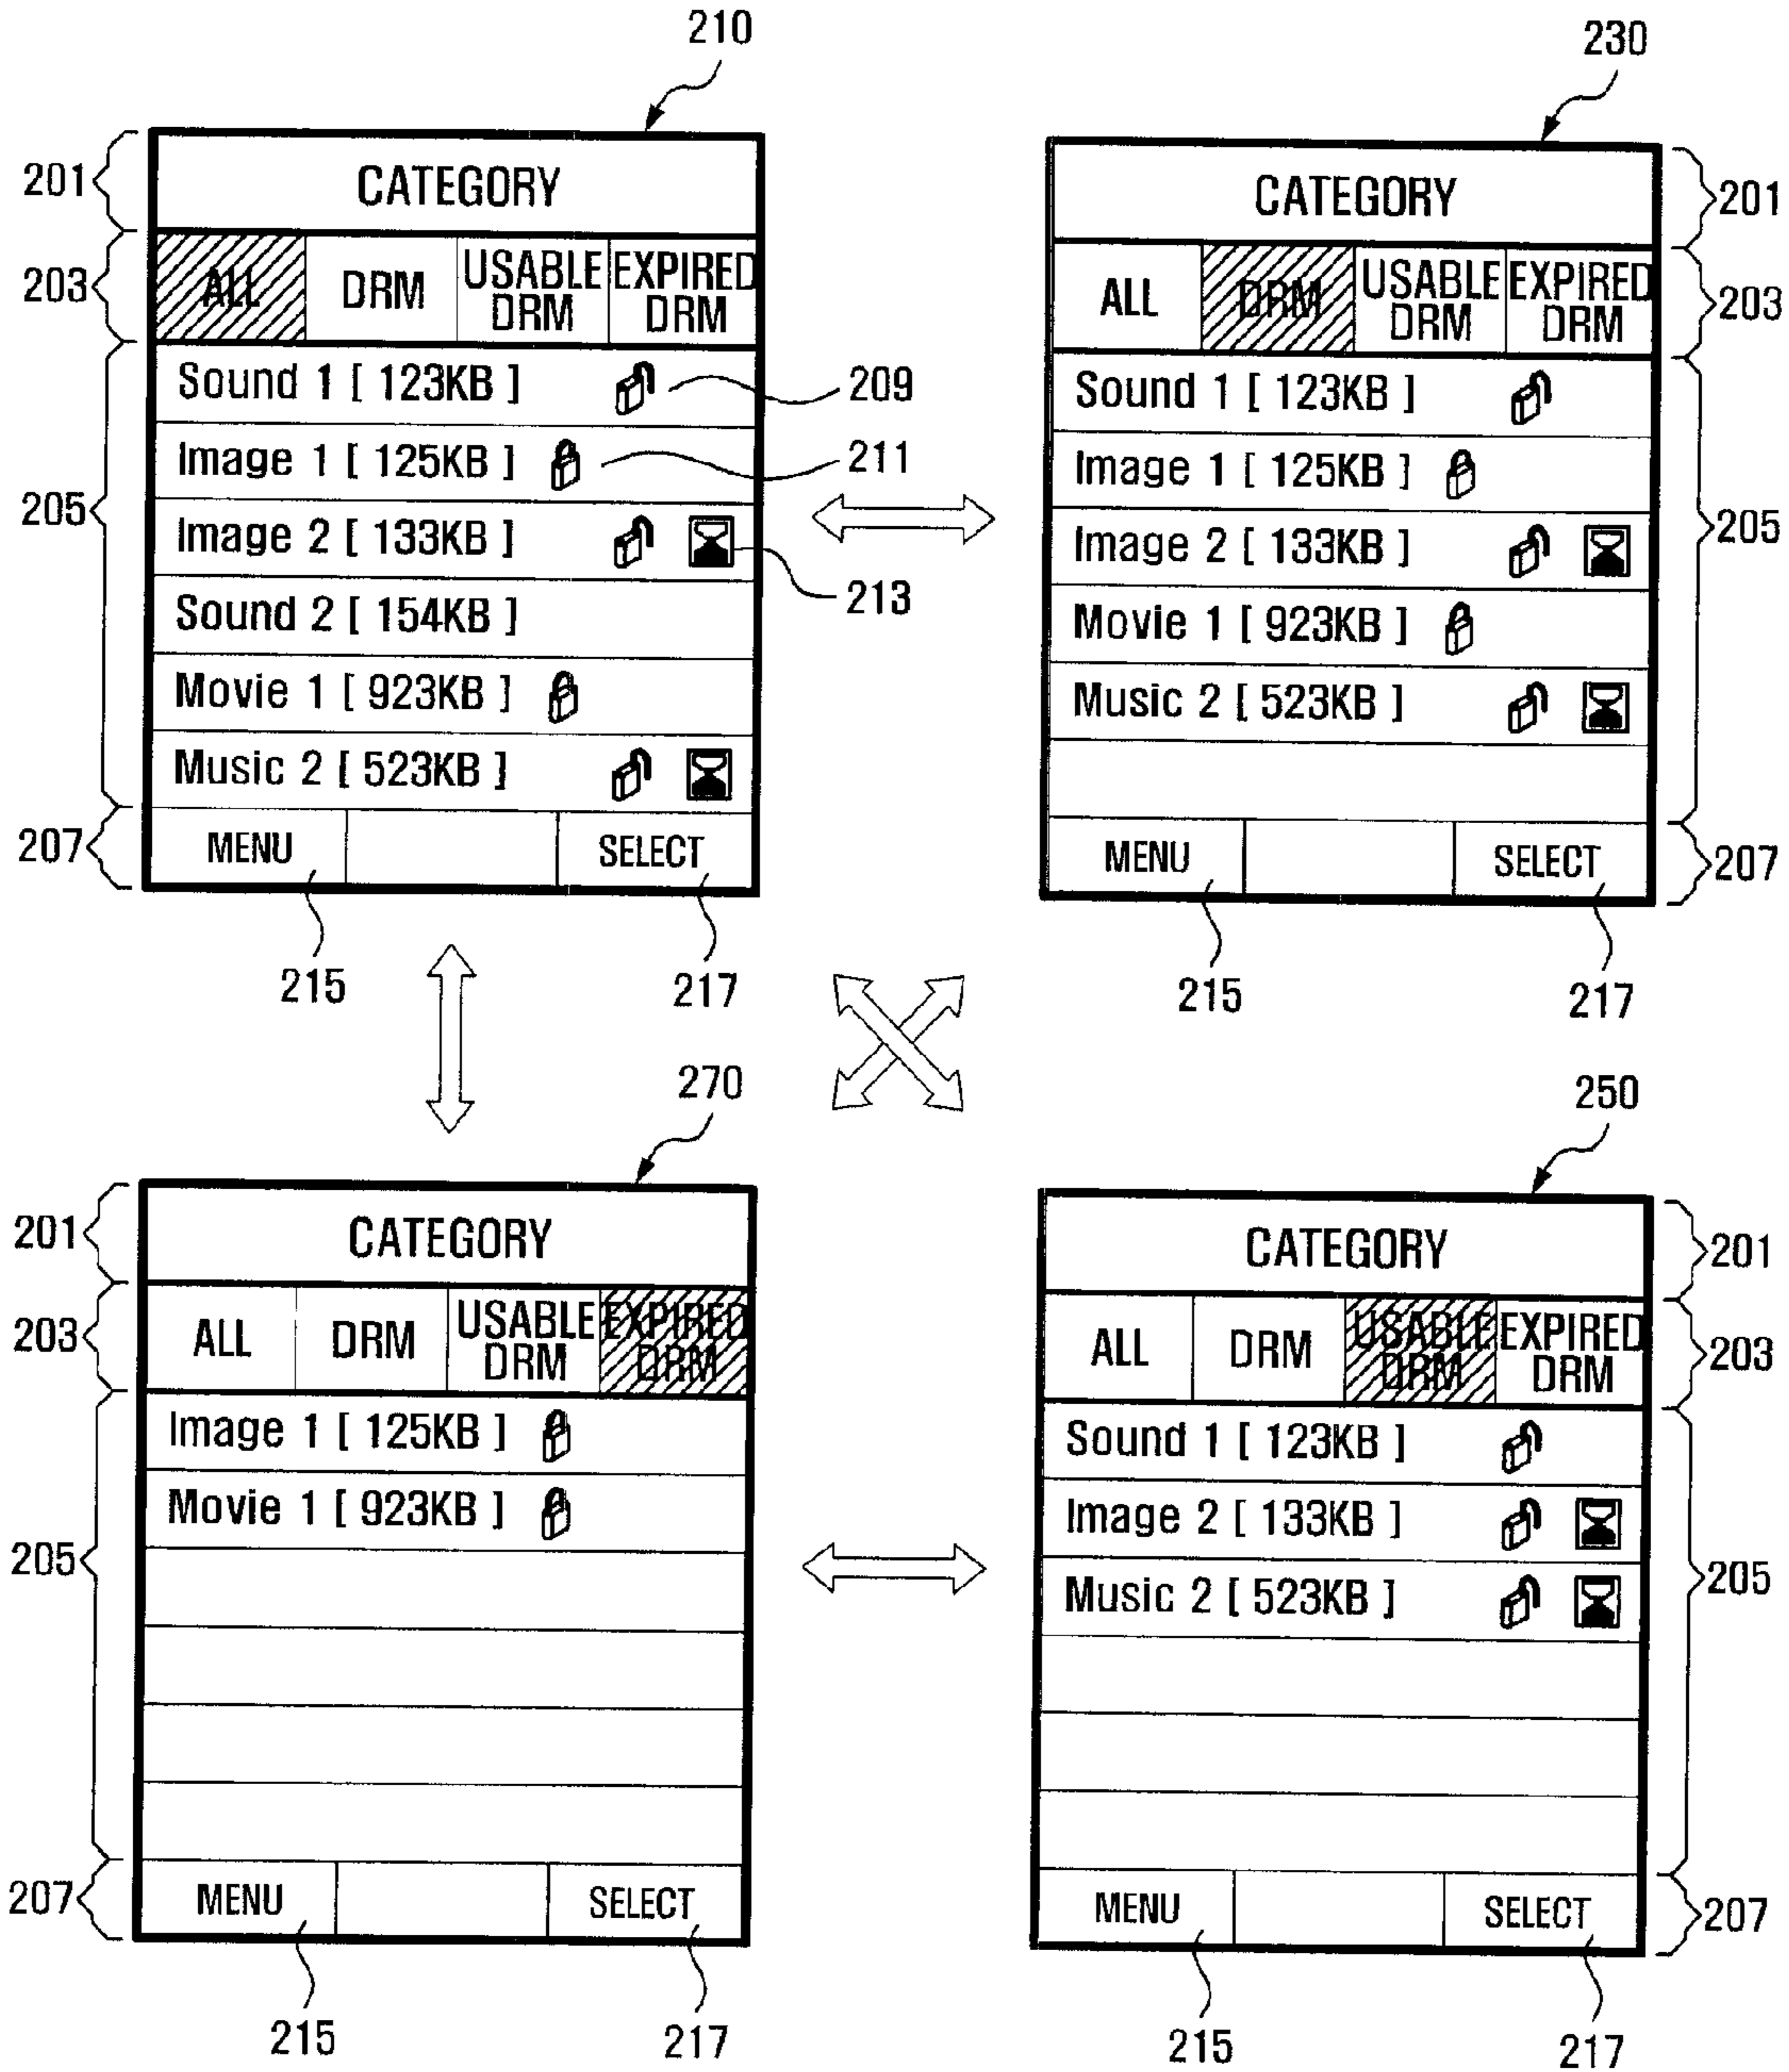 210
230
201
CATEGORY
CATEGORY
201
203
ALL
DRM
USABLE DRM
EXPIRED DRM
ALL
DRM
USABLE DRM
EXPIRED DRM
203
205
Sound 1 [ 123KB ]
209
Image 1 [ 125KB ]
211
Image 2 [ 133KB ]
213
Sound 2 [ 154KB ]
Movie 1 [ 923KB ]
Music 2 [ 523KB ]
Sound 1 [ 123KB ]
Image 1 [ 125KB ]
Image 2 [ 133KB ]
205
Movie 1 [ 923KB ]
Music 2 [ 523KB ]
207
MENU
SELECT
MENU
SELECT
207
215
217
215
217
270
250
201
CATEGORY
CATEGORY
201
203
ALL
DRM
USABLE DRM
EXPIRED DRM
ALL
DRM
USABLE DRM
EXPIRED DRM
203
Image 1 [ 125KB ]
Movie 1 [ 923KB ]
205
Sound 1 [ 123KB ]
Image 2 [ 133KB ]
Music 2 [ 523KB ]
205
207
MENU
SELECT
MENU
SELECT
207
215
217
215
217